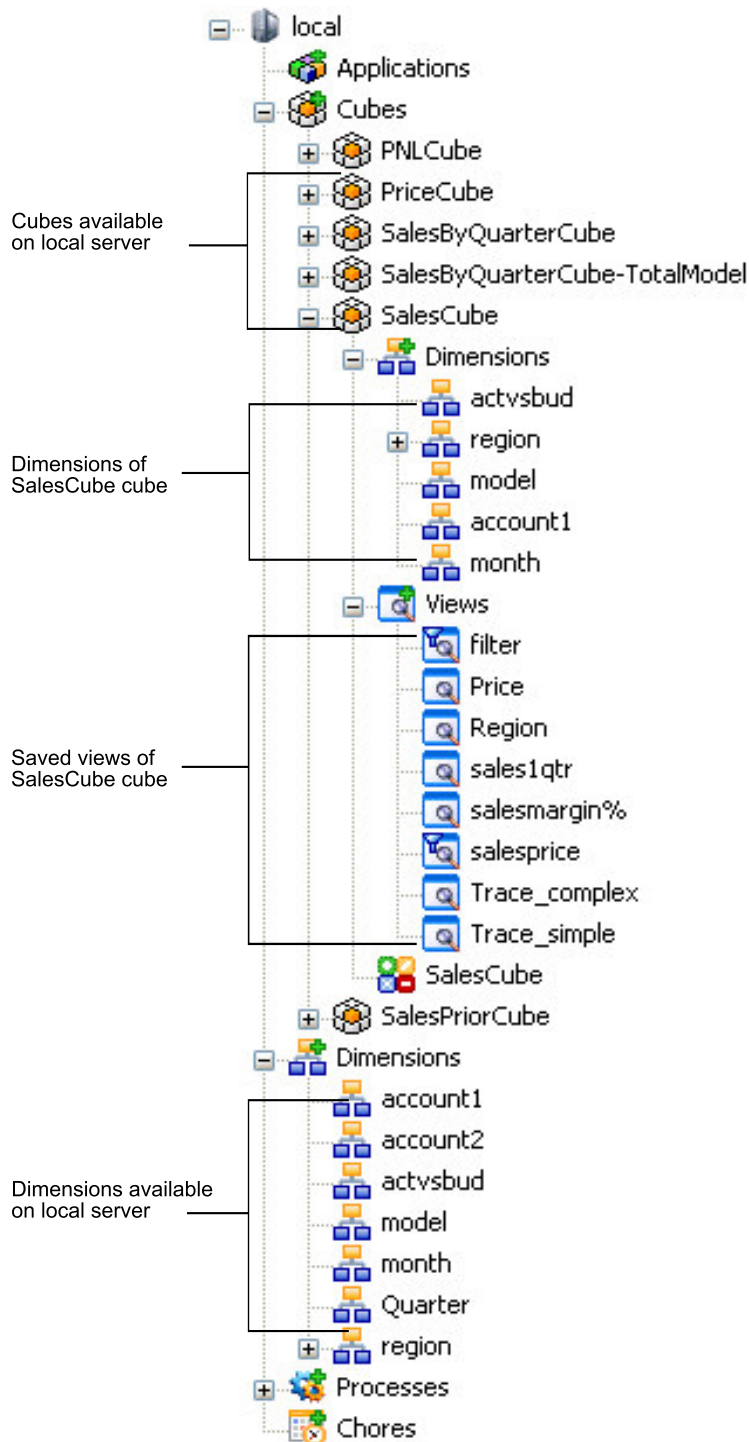 local
Applications
Cubes
PNLCube
PriceCube
Cubes available
on local server
SalesByQuarterCube
SalesByQuarterCube-TotalModel
SalesCube
Dimensions
actvsbud
region
Dimensions of
SalesCube cube
model
account1
month
Views
filter
Price
Region
Saved views of
SalesCube cube
sales1qtr
salesmargin%
salesprice
Trace_complex
Trace_simple
SalesCube
SalesPriorCube
Dimensions
account1
account2
actvsbud
Dimensions available
on local server
model
month
Quarter
region
Processes
Chores